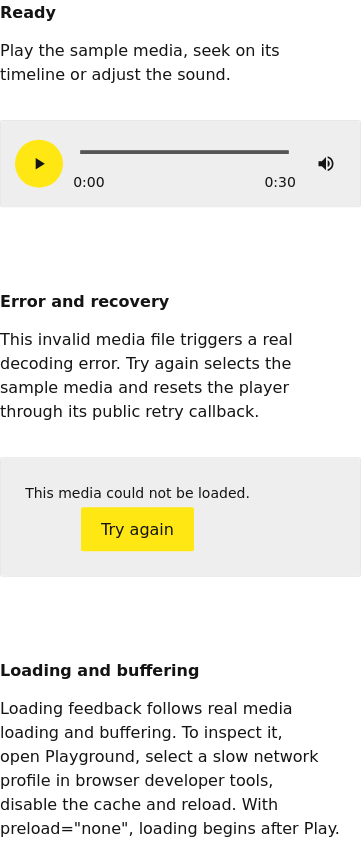 Ready
Play the sample media, seek on its
timeline or adjust the sound.
0:00
0:30
Error and recovery
This invalid media file triggers a real
decoding error. Try again selects the
sample media and resets the player
through its public retry callback.
This media could not be loaded.
Try again
Loading and buffering
Loading feedback follows real media
loading and buffering. To inspect it,
open Playground, select a slow network
profile in browser developer tools,
disable the cache and reload. With
preload="none", loading begins after Play.